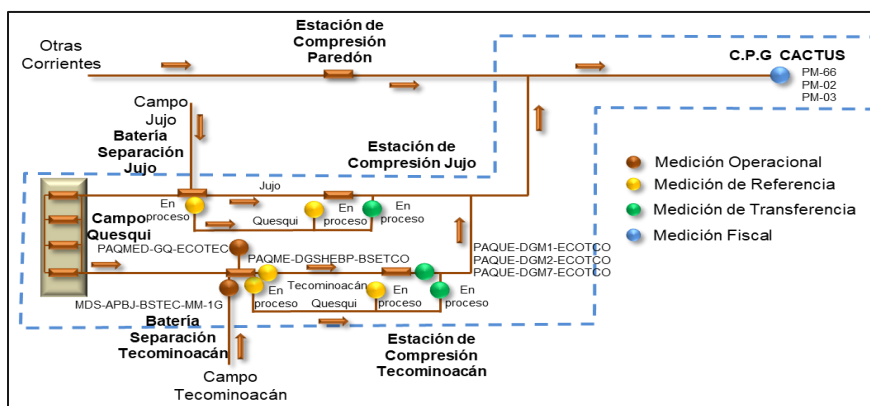 Otras
Corrientes
Estación de
Compresión
Paredón
C.P.G CACTUS
PM-66
PM-02
PM-03
Campo
Jujo
Batería
Separación
Jujo
Estación de
Compresión Jujo
Medición Operacional
Medición de Referencia
Medición de Transferencia
Medición Fiscal
Jujo
En
proceso
Quesqui
En
proceso
En
proceso
Campo
Quesqui
PAQMED-GQ-ECOTEC
PAQME-DGSHEBP-BSETCO
PAQUE-DGM1-ECOTCO
PAQUE-DGM2-ECOTCO
PAQUE-DGM7-ECOTCO
Tecominoacán
En
proceso
Quesqui
En
proceso
En
proceso
MDS-APBJ-BSTEC-MM-1G
Batería
Separación
Tecominoacán
Estación de
Compresión
Tecominoacán
Campo
Tecominoacán